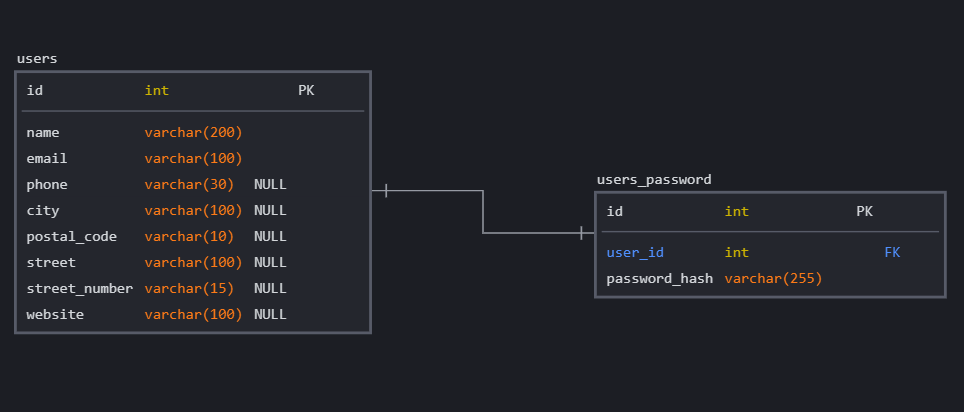 users
id int PK
name varchar(200)
email varchar(100)
phone varchar(30) NULL
city varchar(100) NULL
postal_code varchar(10) NULL
street varchar(100) NULL
street_number varchar(15) NULL
website varchar(100) NULL
users_password
id int PK
user_id int FK
password_hash varchar(255)